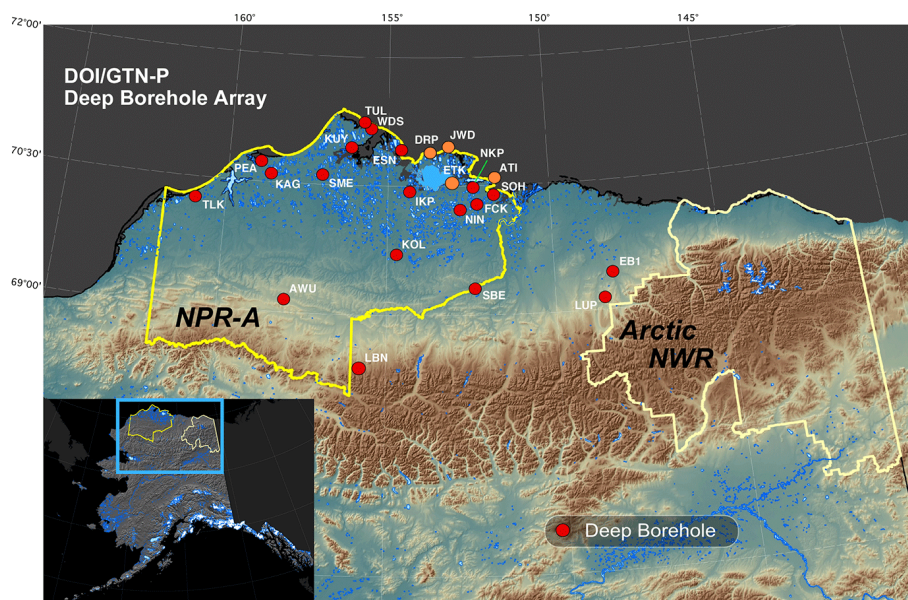 72°00'
160°
155°
150°
145°
DOI/GTN-P
Deep Borehole Array
TUL
WDS
KUY
DRP
JWD
NKP
70°30'
PEA
ESN
ETK
ATI
KAG
SME
SOH
TLK
IKP
FCK
NIN
KOL
EB1
69°00'
AWU
SBE
LUP
NPR-A
Arctic
NWR
LBN
Deep Borehole